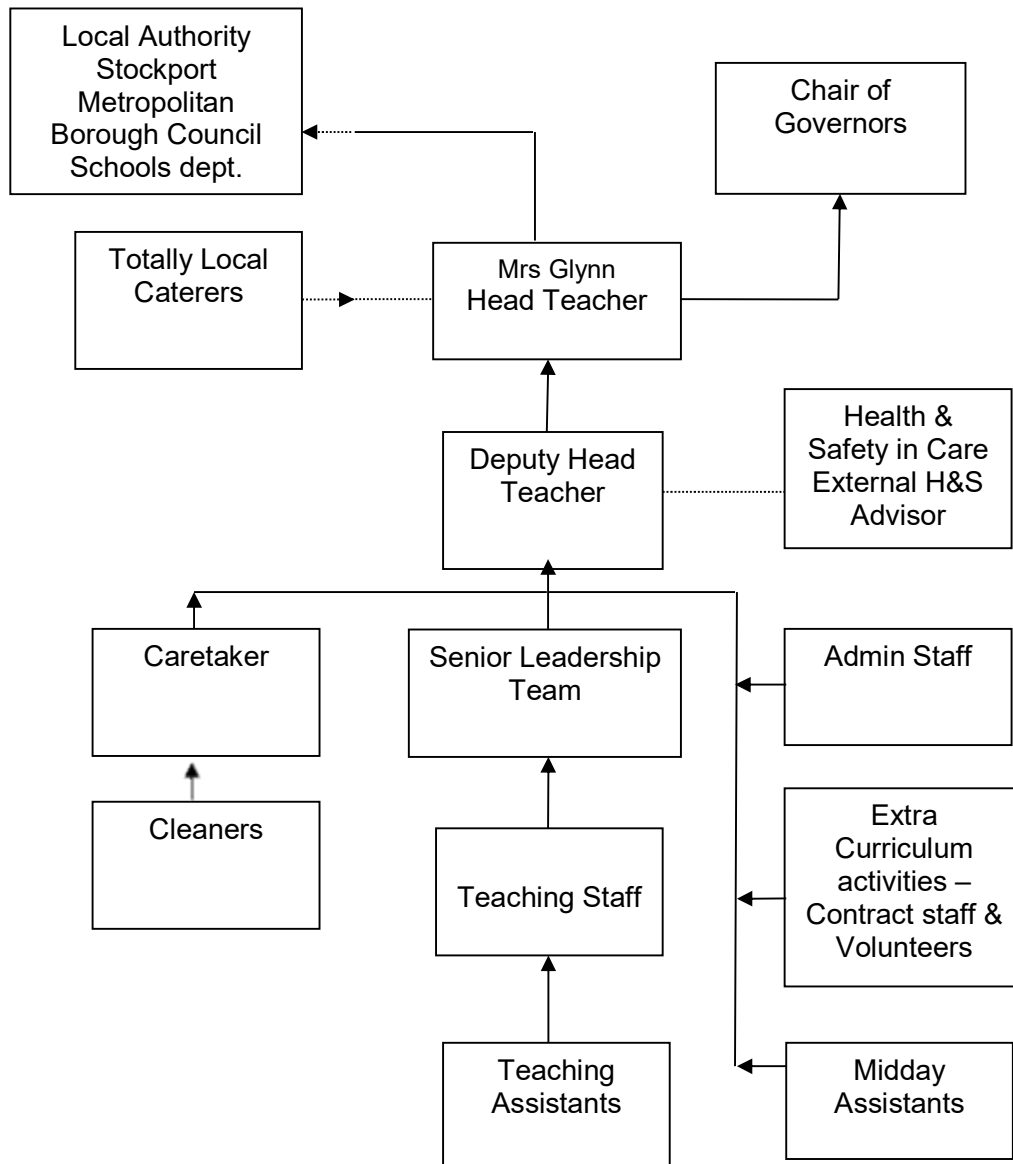 Local Authority
Stockport
Metropolitan
Borough Council
Schools dept.
Chair of
Governors
Totally Local
Caterers
Mrs Glynn
Head Teacher
Deputy Head
Teacher
Health &
Safety in Care
External H&S
Advisor
Caretaker
Senior Leadership
Team
Admin Staff
Cleaners
Teaching Staff
Extra
Curriculum
activities –
Contract staff &
Volunteers
Teaching
Assistants
Midday
Assistants